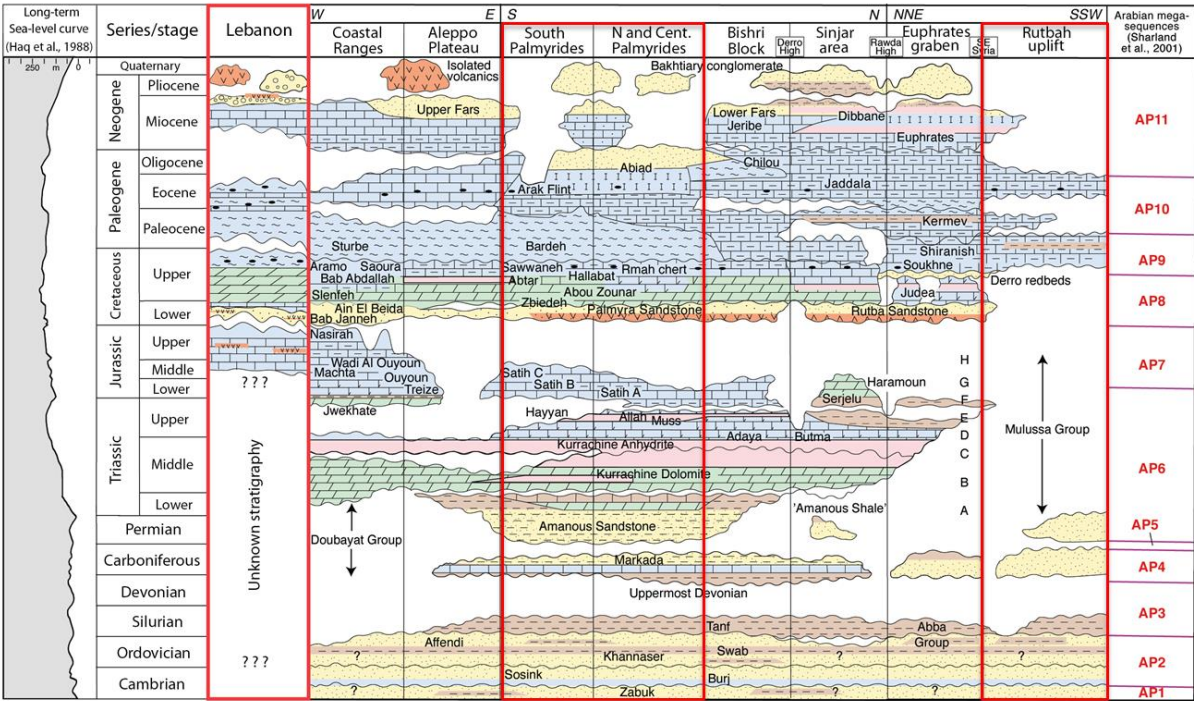 Long-term
Sea-level curve
(Haq et al., 1988)
250 m 0
Series/stage
Lebanon
W E S N NNE SSW
Coastal
Ranges
Aleppo
Plateau
South
Palmyrides
N and Cent.
Palmyrides
Bishri
Block
Derro
High
Sinjar
area
Rawda
High
Euphrates
graben
SE
Syria
Rutbah
uplift
Arabian mega-
sequences
(Sharland
et al., 2001)
Quaternary
Neogene
Pliocene
Miocene
Paleogene
Oligocene
Eocene
Paleocene
Cretaceous
Upper
Lower
Jurassic
Upper
Middle
Lower
Triassic
Upper
Middle
Lower
Permian
Carboniferous
Devonian
Silurian
Ordovician
Cambrian
? ? ?
Unknown stratigraphy
? ? ?
Isolated
volcanics
Bakhtiary conglomerate
Upper Fars
Lower Fars
Jeribe
Dibbane
Euphrates
Abiad
Chilou
Arak Flint
Jaddala
Kermev
Sturbe
Bardeh
Shiranish
Soukhne
Aramo
Saoura
Bab Abdallah
Sawwaneh
Rmah chert
Abtar
Hallabat
Derro redbeds
Slenfeh
Abou Zounar
Judea
Zbiedeh
Ain El Beida
Palmyra Sandstone
Rutba Sandstone
Bab Janneh
Nasirah
Wadi Al Ouyoun
Machta
Ouyoun
Treize
Satih C
Satih B
Satih A
Haramoun
Serjelu
Jwekhate
Hayyan
Allan
Muss
Kurrachine Anhydrite
Adaya
Butma
Kurrachine Dolomite
H
G
F
E
D
C
B
A
Mulussa Group
'Amanous Shale'
Amanous Sandstone
Doubayat Group
Markada
Uppermost Devonian
Tanf
Abba
Group
Affendi
?
Khannaser
Swab
?
?
Sosink
Burj
?
Zabuk
?
?
AP11
AP10
AP9
AP8
AP7
AP6
AP5
AP4
AP3
AP2
AP1